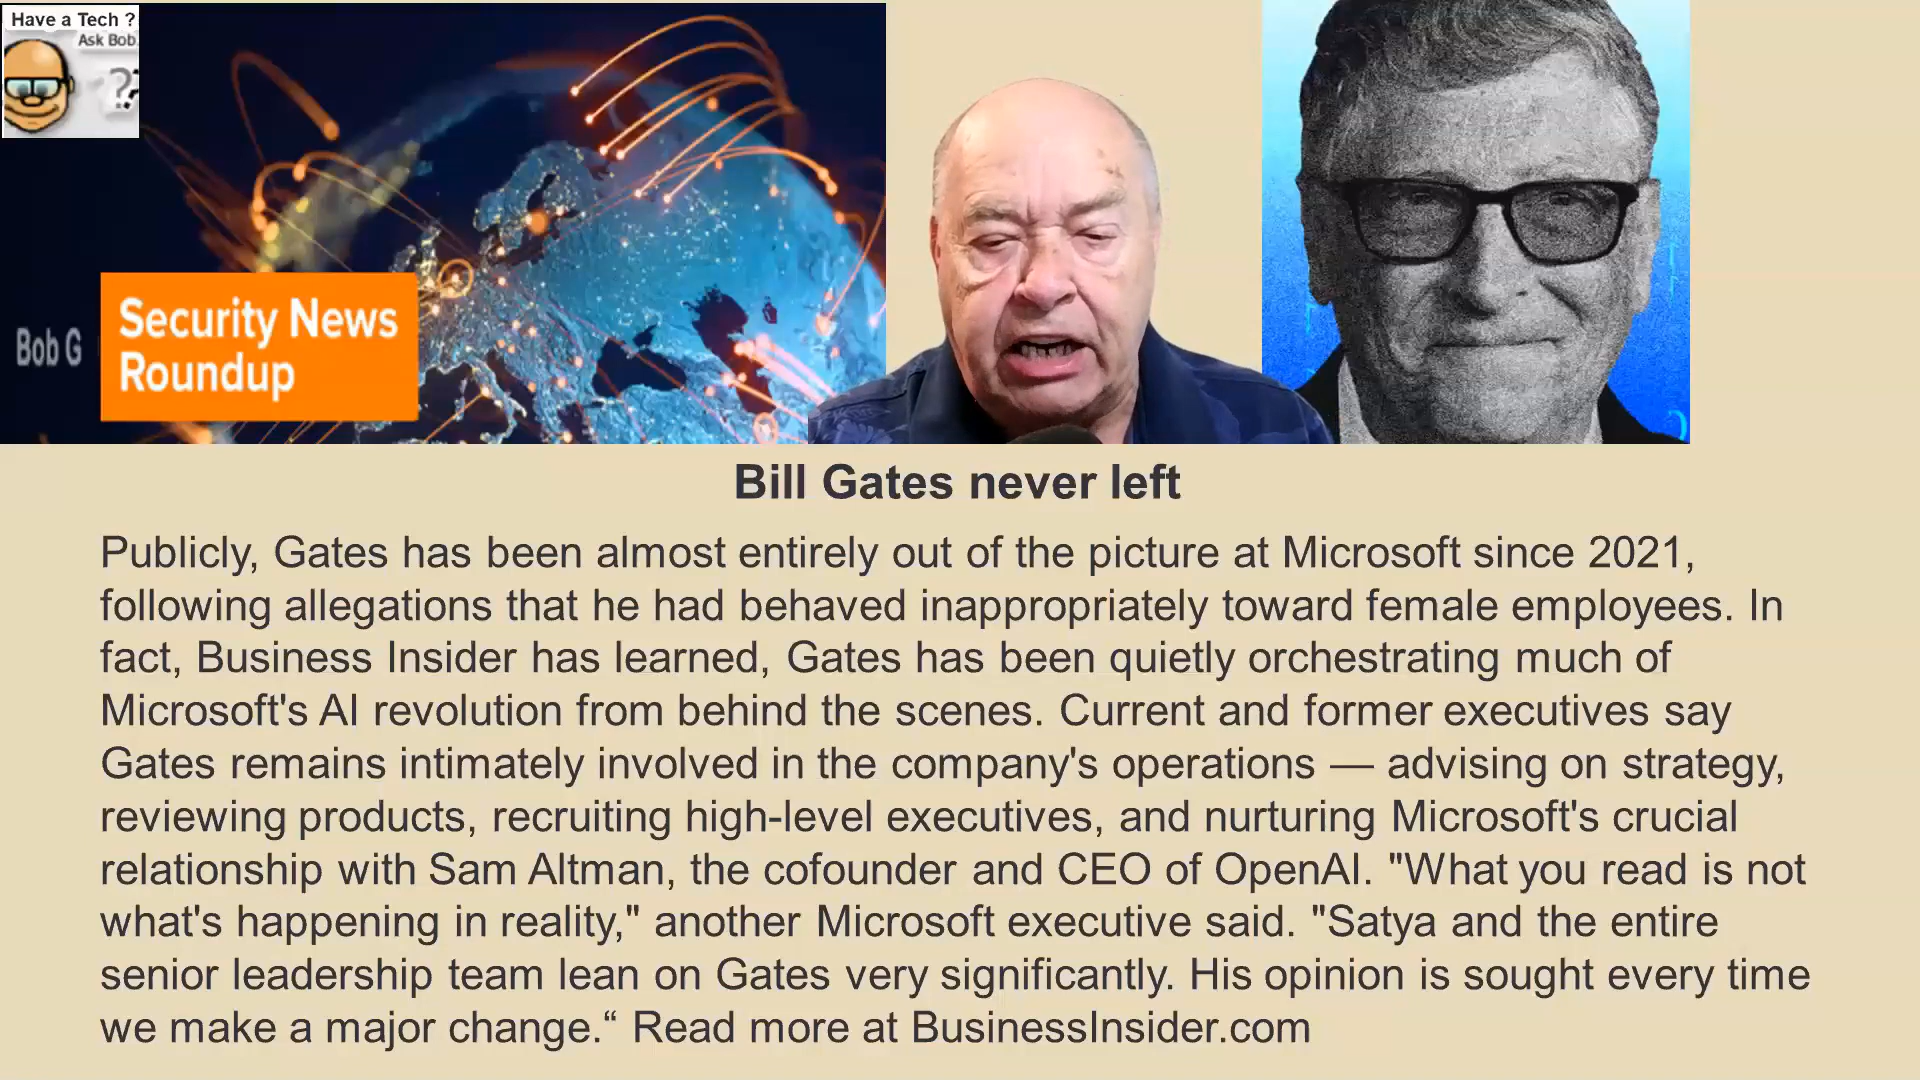 Have a Tech ?
Ask Bob.
??
Bob G
Security News
Roundup
Bill Gates never left
Publicly, Gates has been almost entirely out of the picture at Microsoft since 2021,
following allegations that he had behaved inappropriately toward female employees. In
fact, Business Insider has learned, Gates has been quietly orchestrating much of
Microsoft's AI revolution from behind the scenes. Current and former executives say
Gates remains intimately involved in the company's operations — advising on strategy,
reviewing products, recruiting high-level executives, and nurturing Microsoft's crucial
relationship with Sam Altman, the cofounder and CEO of OpenAI. "What you read is not
what's happening in reality," another Microsoft executive said. "Satya and the entire
senior leadership team lean on Gates very significantly. His opinion is sought every time
we make a major change.“ Read more at BusinessInsider.com